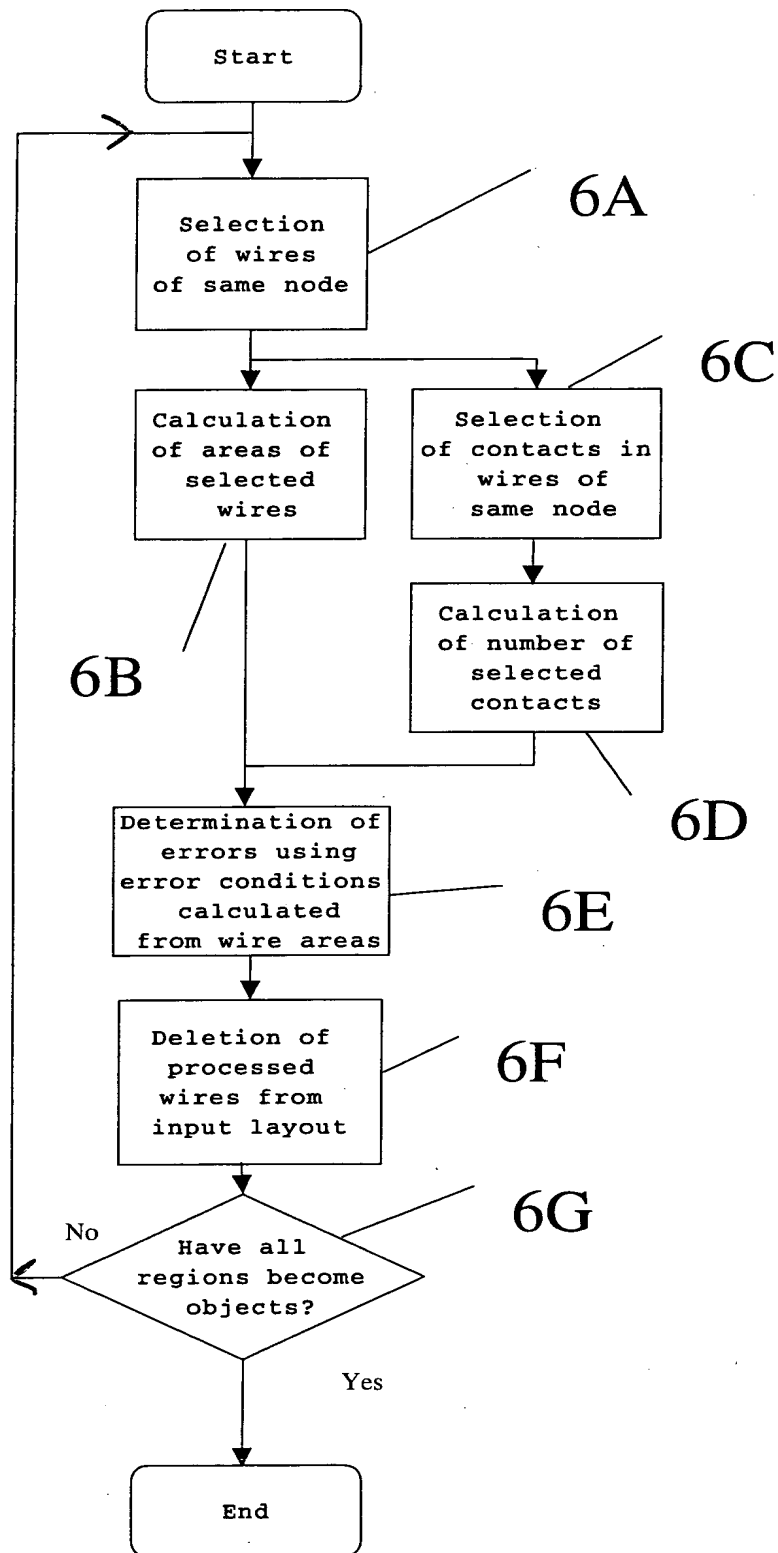 Start
Selection
of wires
of same node
6A
Calculation
of areas of
selected
wires
6B
Selection
of contacts in
wires of
same node
6C
Calculation
of number of
selected
contacts
6D
Determination of
errors using
error conditions
calculated
from wire areas
6E
Deletion of
processed
wires from
input layout
6F
Have all
regions become
objects?
6G
No
Yes
End